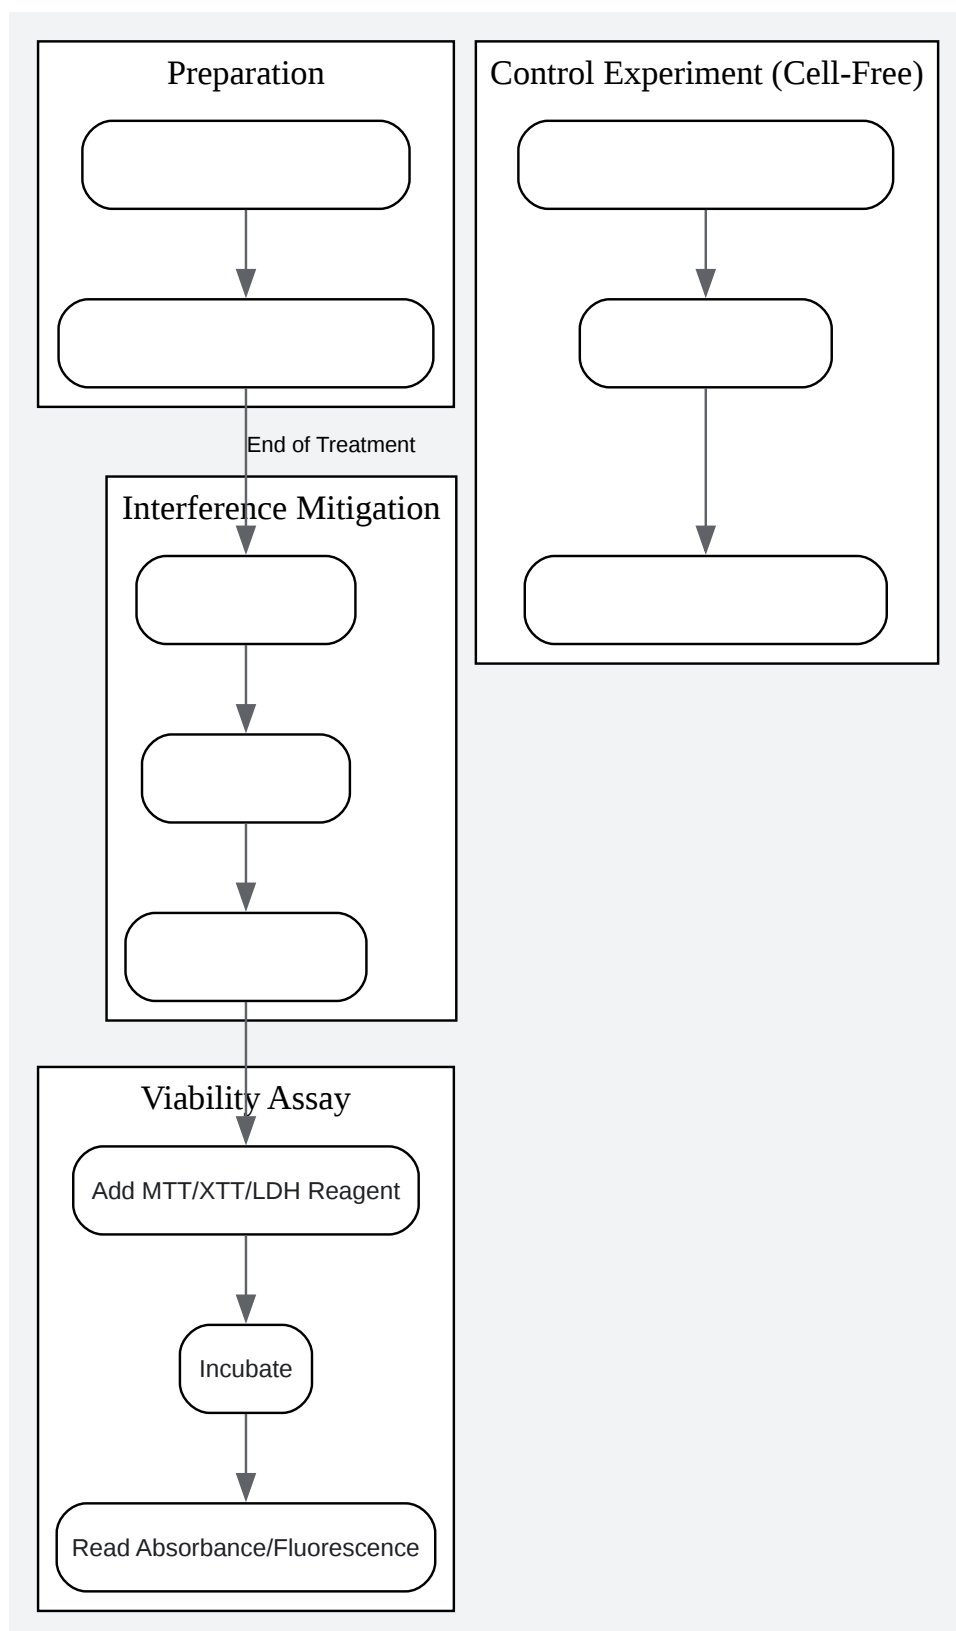 Preparation
Control Experiment (Cell-Free)
End of Treatment
Interference Mitigation
Viability Assay
Add MTT/XTT/LDH Reagent
Incubate
Read Absorbance/Fluorescence